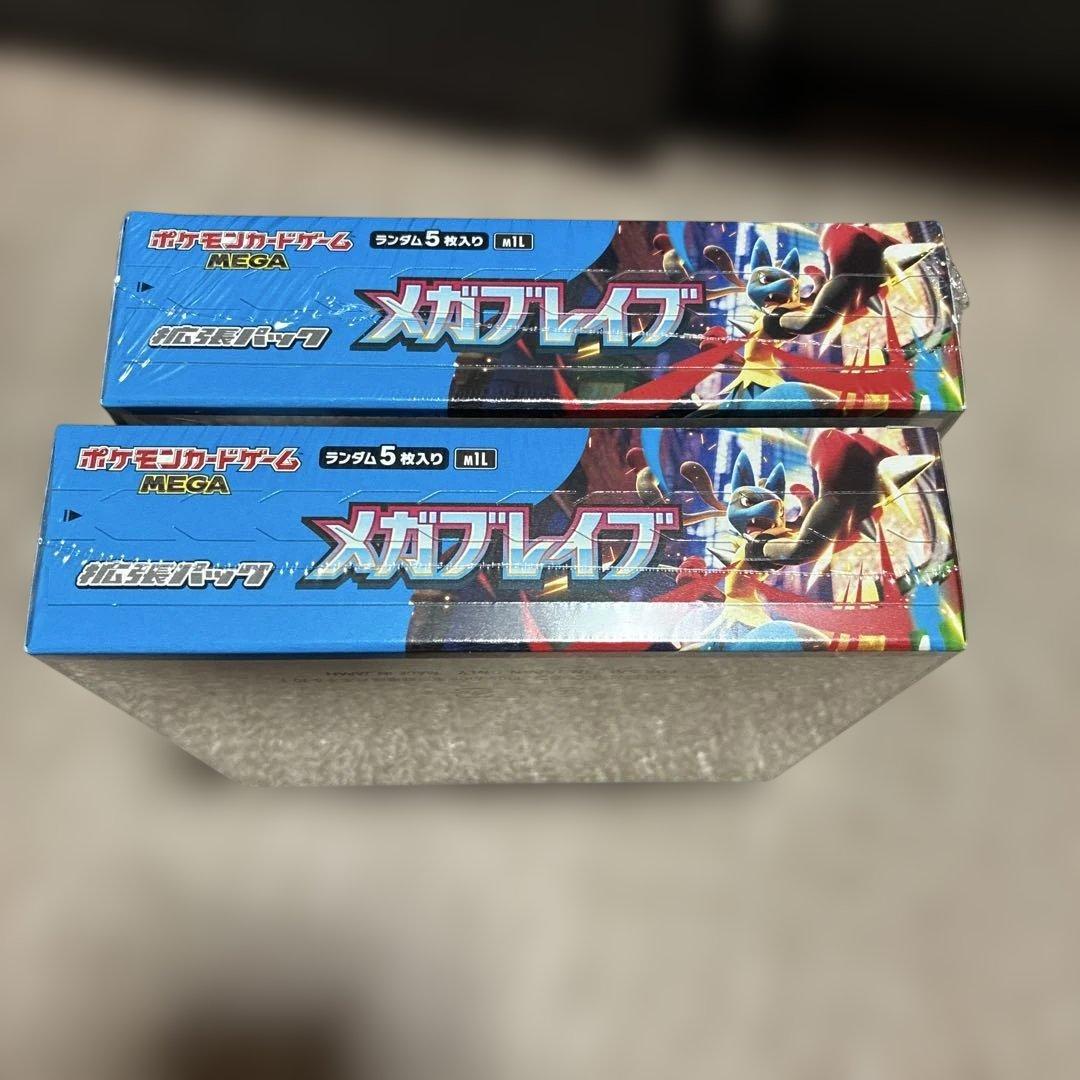 ポケモンカードゲーム
MEGA
ランダム5枚入り
M1L
拡張パック
メガブレイブ
ポケモンカードゲーム
MEGA
ランダム5枚入り
M1L
拡張パック
メガブレイブ
MADE IN JAPAN